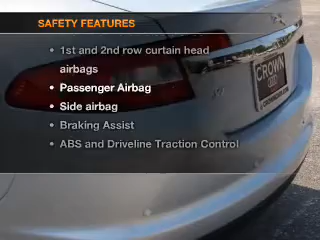 SAFETY FEATURES
• 1st and 2nd row curtain head
airbags
• Passenger Airbag
• Side airbag
• Braking Assist
• ABS and Driveline Traction Control
CROWN